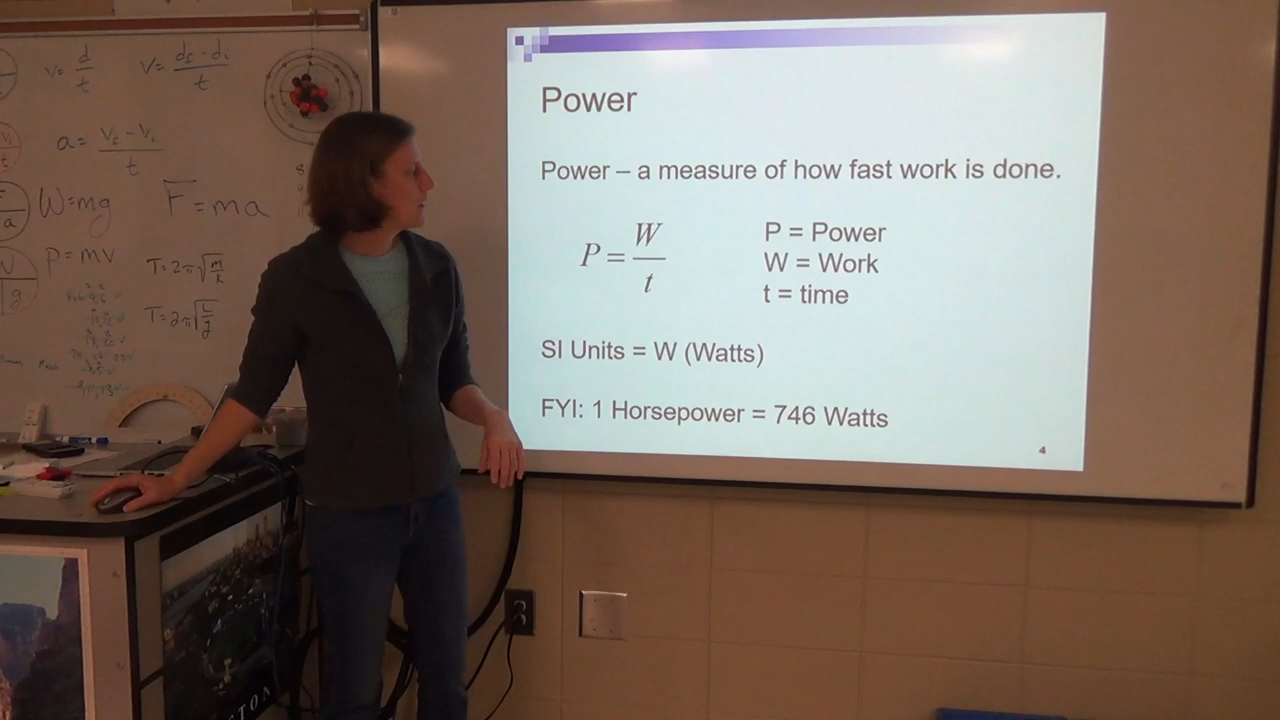 v= d/t
v= df-di/t
a= Vf-Vi/t
W=mg
F=ma
P=mv
T=2π√m/k
T=2π√L/g
Power
Power – a measure of how fast work is done.
P = W/t
P = Power
W = Work
t = time
SI Units = W (Watts)
FYI: 1 Horsepower = 746 Watts
4